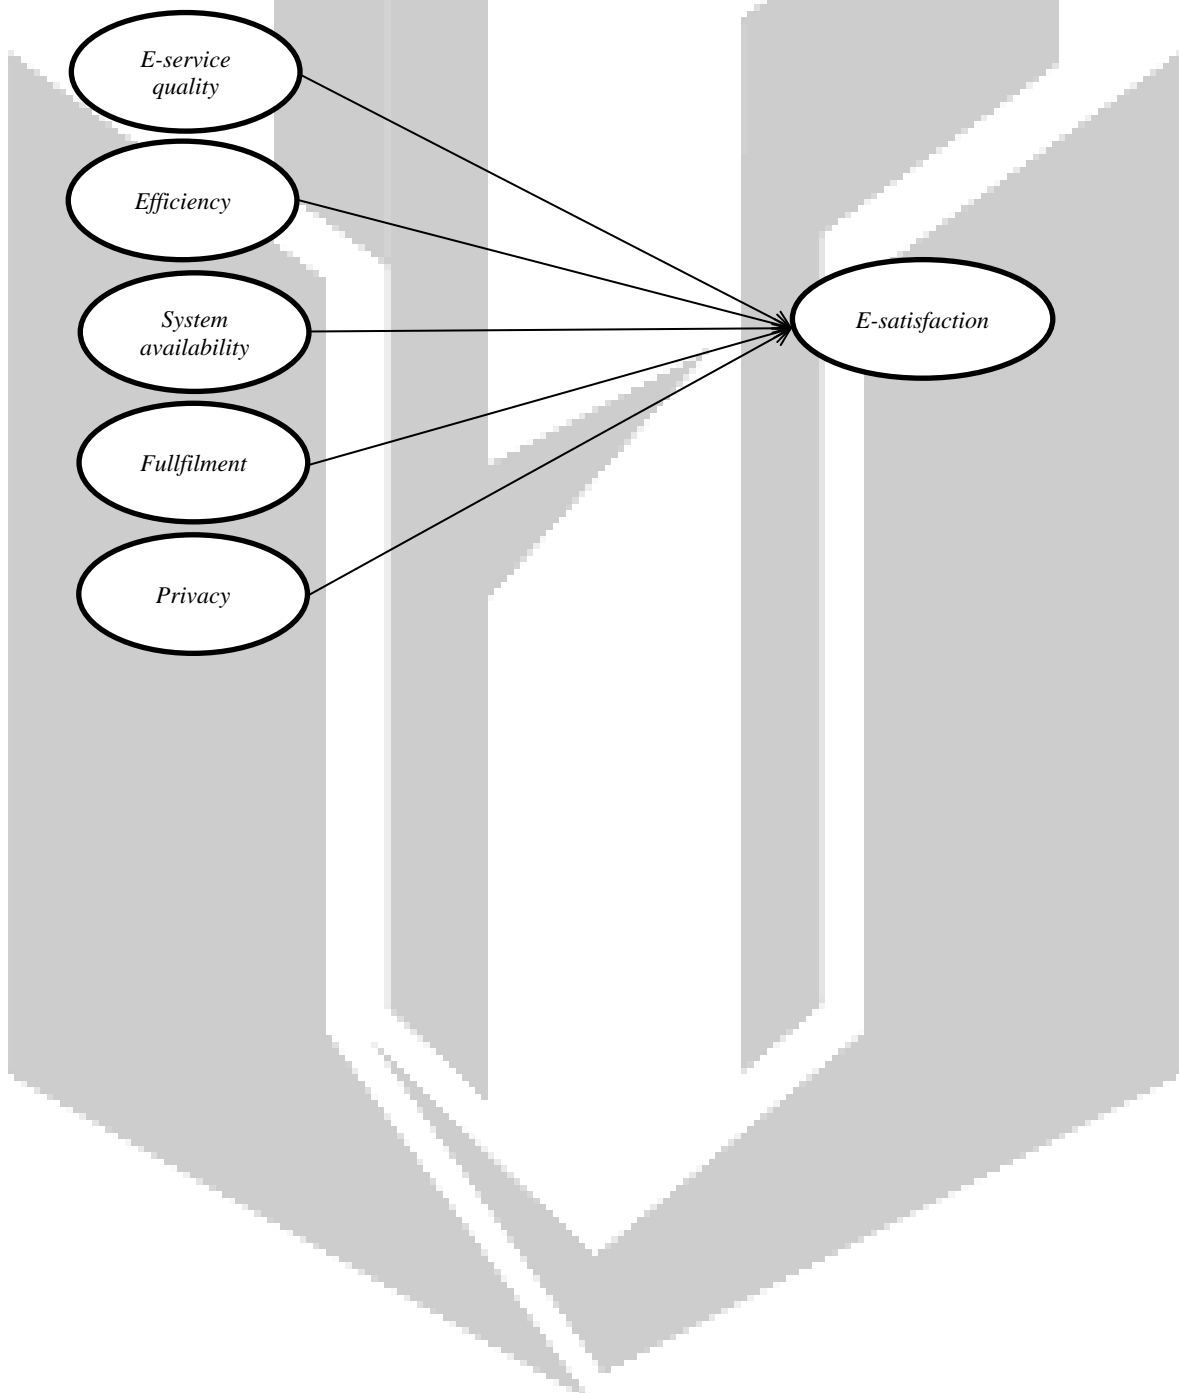 E-service
quality
Efficiency
System
availability
E-satisfaction
Fullfilment
Privacy